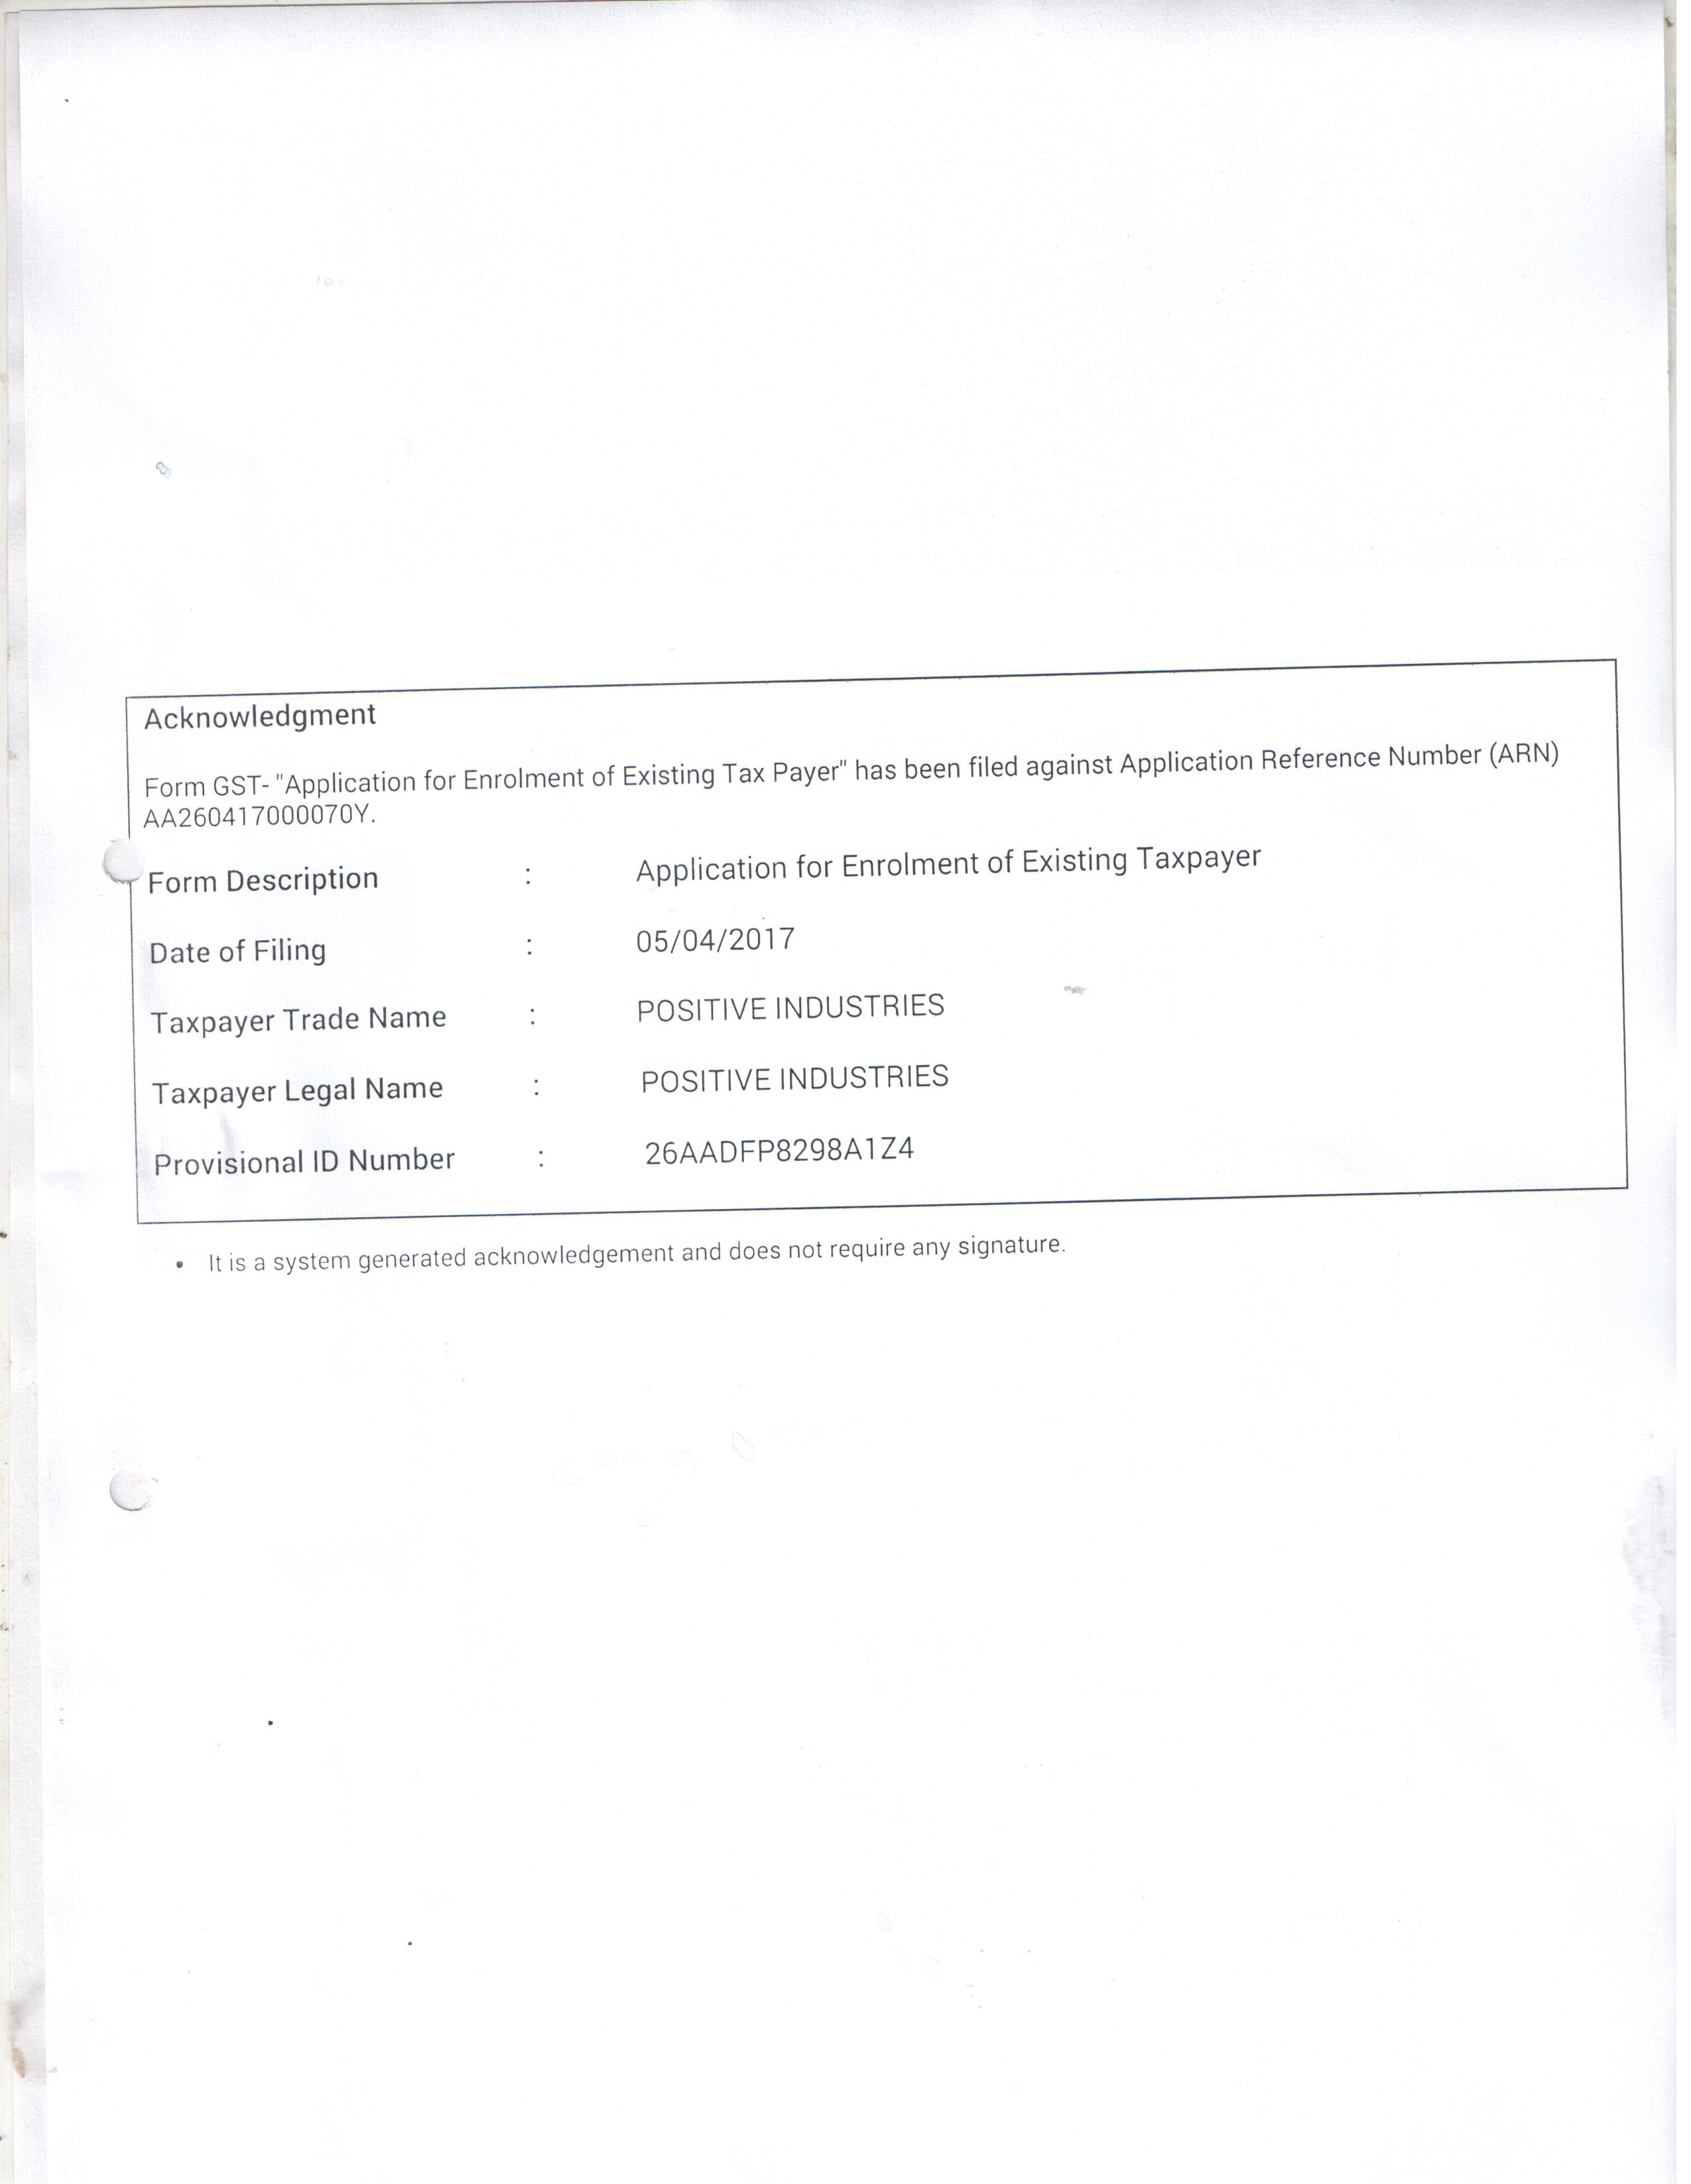 Acknowledgment
Form GST- "Application for Enrolment of Existing Tax Payer" has been filed against Application Reference Number (ARN)
AA260417000070Y.
Form Description : Application for Enrolment of Existing Taxpayer
Date of Filing : 05/04/2017
Taxpayer Trade Name : POSITIVE INDUSTRIES
Taxpayer Legal Name : POSITIVE INDUSTRIES
Provisional ID Number : 26AADFP8298A1Z4
• It is a system generated acknowledgement and does not require any signature.